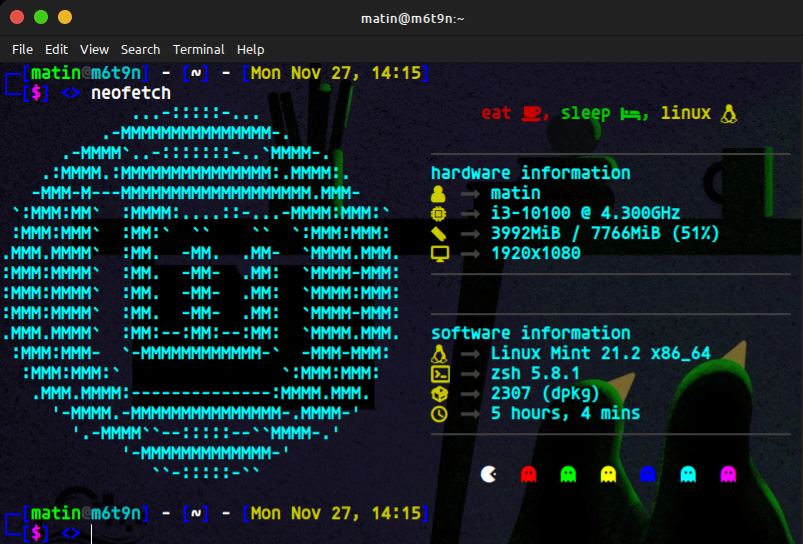 matin@m6t9n:~
File Edit View Search Terminal Help
┌─[matin@m6t9n] - [~] - [Mon Nov 27, 14:15]
└─[$] <> neofetch
eat , sleep , linux
hardware information
→ matin
→ i3-10100 @ 4.300GHz
→ 3992MiB / 7766MiB (51%)
→ 1920x1080
software information
→ Linux Mint 21.2 x86_64
→ zsh 5.8.1
→ 2307 (dpkg)
→ 5 hours, 4 mins
┌─[matin@m6t9n] - [~] - [Mon Nov 27, 14:15]
└─[$] <>